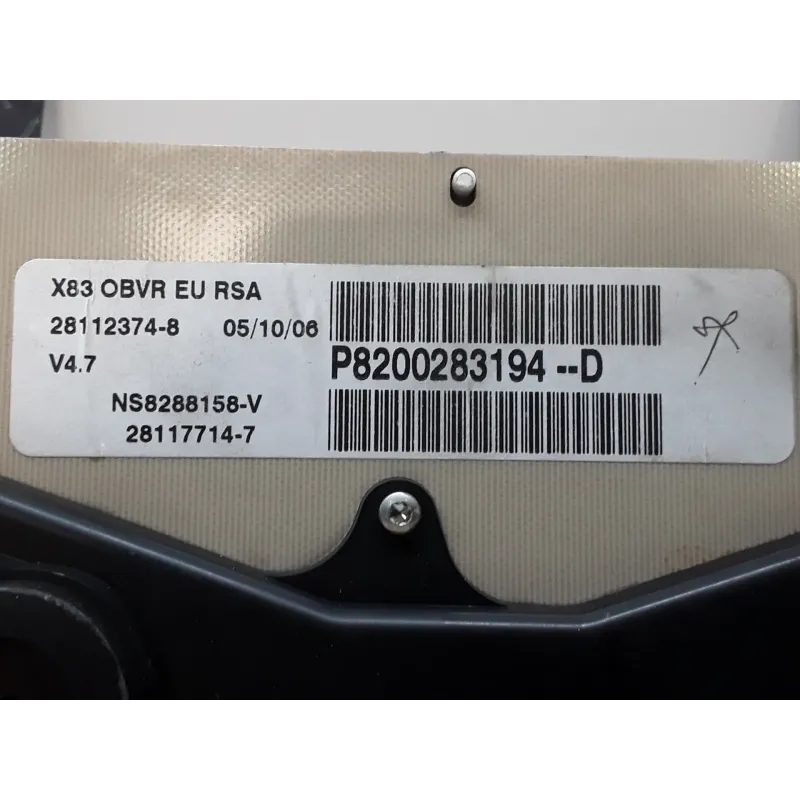 X83 OBVR EU RSA
28112374-8 05/10/06
V4.7
P8200283194 --D
NS8288158-V
28117714-7